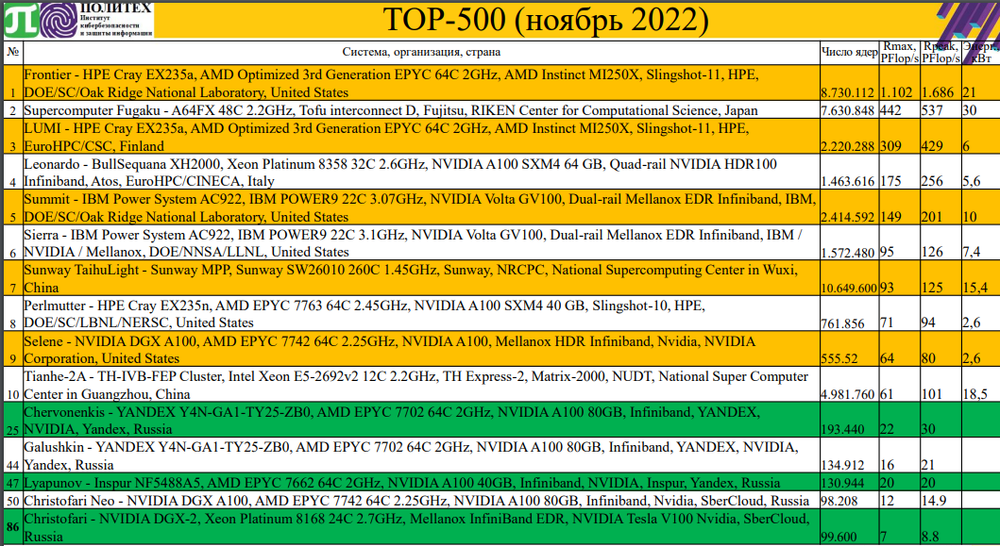 ПОЛИТЕХ
Институт
кибербезопасности
и защиты информации
TOP-500 (ноябрь 2022)
№ Система, организация, страна Число ядер Rmax, PFlop/s Rpeak, PFlop/s Энерг., кВт
Frontier - HPE Cray EX235a, AMD Optimized 3rd Generation EPYC 64C 2GHz, AMD Instinct MI250X, Slingshot-11, HPE,
1 DOE/SC/Oak Ridge National Laboratory, United States 8.730.112 1.102 1.686 21
2 Supercomputer Fugaku - A64FX 48C 2.2GHz, Tofu interconnect D, Fujitsu, RIKEN Center for Computational Science, Japan 7.630.848 442 537 30
LUMI - HPE Cray EX235a, AMD Optimized 3rd Generation EPYC 64C 2GHz, AMD Instinct MI250X, Slingshot-11, HPE,
3 EuroHPC/CSC, Finland 2.220.288 309 429 6
Leonardo - BullSequana XH2000, Xeon Platinum 8358 32C 2.6GHz, NVIDIA A100 SXM4 64 GB, Quad-rail NVIDIA HDR100
4 Infiniband, Atos, EuroHPC/CINECA, Italy 1.463.616 175 256 5,6
Summit - IBM Power System AC922, IBM POWER9 22C 3.07GHz, NVIDIA Volta GV100, Dual-rail Mellanox EDR Infiniband, IBM,
5 DOE/SC/Oak Ridge National Laboratory, United States 2.414.592 149 201 10
Sierra - IBM Power System AC922, IBM POWER9 22C 3.1GHz, NVIDIA Volta GV100, Dual-rail Mellanox EDR Infiniband, IBM /
6 NVIDIA / Mellanox, DOE/NNSA/LLNL, United States 1.572.480 95 126 7,4
Sunway TaihuLight - Sunway MPP, Sunway SW26010 260C 1.45GHz, Sunway, NRCPC, National Supercomputing Center in Wuxi,
7 China 10.649.600 93 125 15,4
Perlmutter - HPE Cray EX235n, AMD EPYC 7763 64C 2.45GHz, NVIDIA A100 SXM4 40 GB, Slingshot-10, HPE,
8 DOE/SC/LBNL/NERSC, United States 761.856 71 94 2,6
Selene - NVIDIA DGX A100, AMD EPYC 7742 64C 2.25GHz, NVIDIA A100, Mellanox HDR Infiniband, Nvidia, NVIDIA
9 Corporation, United States 555.52 64 80 2,6
Tianhe-2A - TH-IVB-FEP Cluster, Intel Xeon E5-2692v2 12C 2.2GHz, TH Express-2, Matrix-2000, NUDT, National Super Computer
10 Center in Guangzhou, China 4.981.760 61 101 18,5
Chervonenkis - YANDEX Y4N-GA1-TY25-ZB0, AMD EPYC 7702 64C 2GHz, NVIDIA A100 80GB, Infiniband, YANDEX,
25 NVIDIA, Yandex, Russia 193.440 22 30
Galushkin - YANDEX Y4N-GA1-TY25-ZB0, AMD EPYC 7702 64C 2GHz, NVIDIA A100 80GB, Infiniband, YANDEX, NVIDIA,
44 Yandex, Russia 134.912 16 21
47 Lyapunov - Inspur NF5488A5, AMD EPYC 7662 64C 2GHz, NVIDIA A100 40GB, Infiniband, NVIDIA, Inspur, Yandex, Russia 130.944 20 20
50 Christofari Neo - NVIDIA DGX A100, AMD EPYC 7742 64C 2.25GHz, NVIDIA A100 80GB, Infiniband, Nvidia, SberCloud, Russia 98.208 12 14.9
Christofari - NVIDIA DGX-2, Xeon Platinum 8168 24C 2.7GHz, Mellanox InfiniBand EDR, NVIDIA Tesla V100 Nvidia, SberCloud,
86 Russia 99.600 7 8.8